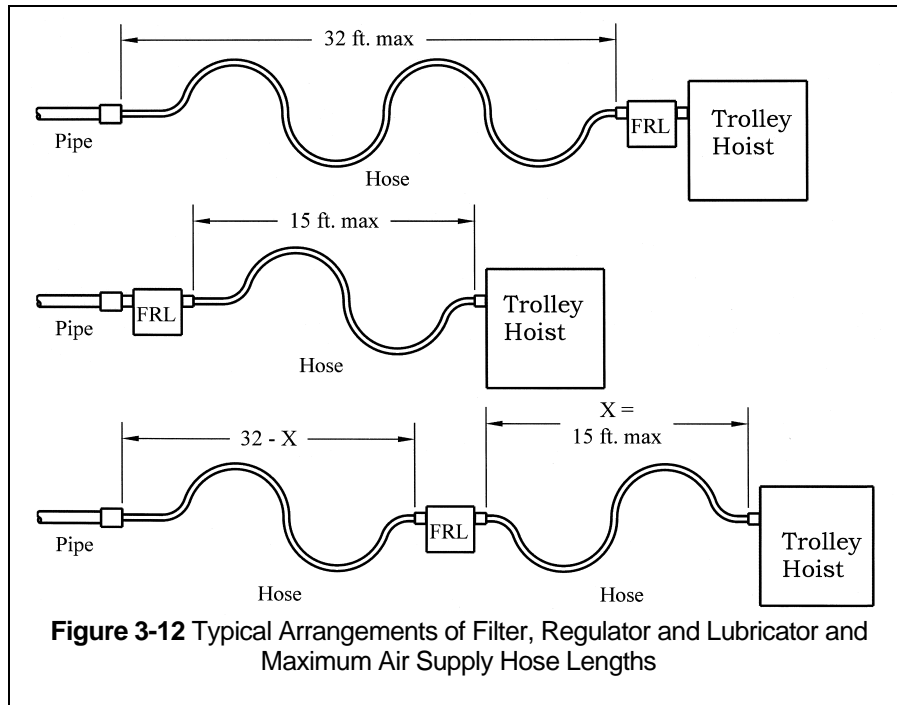 32 ft. max
Pipe
Hose
FRL
Trolley
Hoist
15 ft. max
Pipe
FRL
Hose
Trolley
Hoist
32 - X
X =
15 ft. max
Pipe
Hose
FRL
Hose
Trolley
Hoist
Figure 3-12 Typical Arrangements of Filter, Regulator and Lubricator and
Maximum Air Supply Hose Lengths